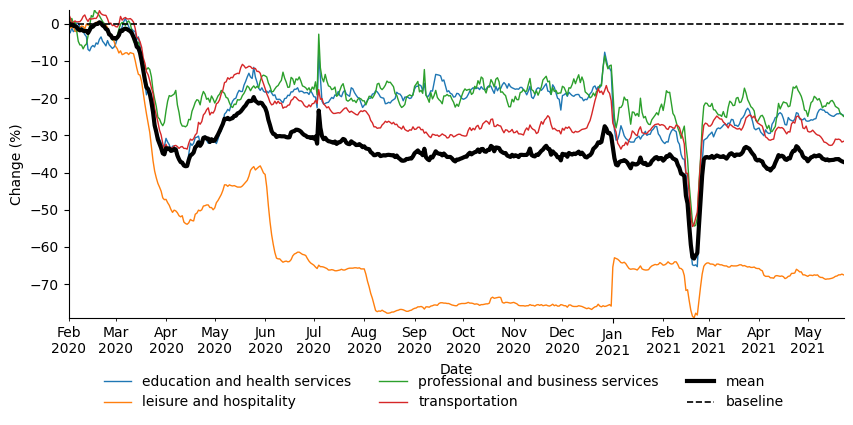 Change (%)
0
−10
−20
−30
−40
−50
−60
−70
Feb Mar Apr May Jun Jul Aug Sep Oct Nov Dec Jan Feb Mar Apr May
2020 2020 2020 2020 2020 2020 2020 2020 2020 2020 2020 2021 2021 2021 2021 2021
Date
education and health services professional and business services mean
leisure and hospitality transportation baseline